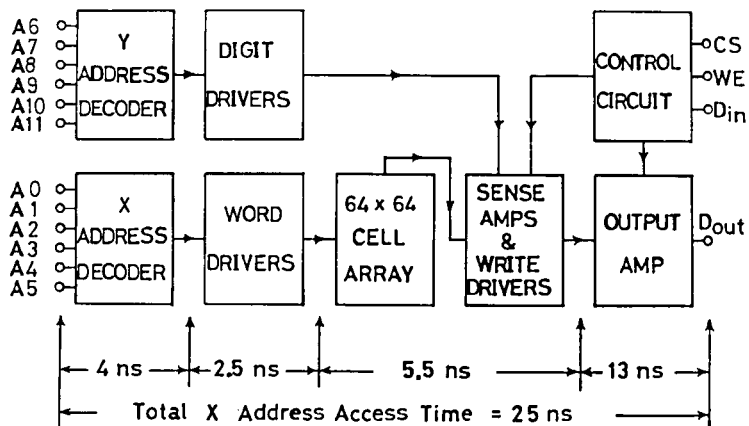 A6
A7
A8
A9
A10
A11
Y
ADDRESS
DECODER
DIGIT
DRIVERS
CONTROL
CIRCUIT
CS
WE
Din
A0
A1
A2
A3
A4
A5
X
ADDRESS
DECODER
WORD
DRIVERS
64 x 64
CELL
ARRAY
SENSE
AMPS
&
WRITE
DRIVERS
OUTPUT
AMP
Dout
4 ns
2.5 ns
5.5 ns
13 ns
Total X Address Access Time = 25 ns